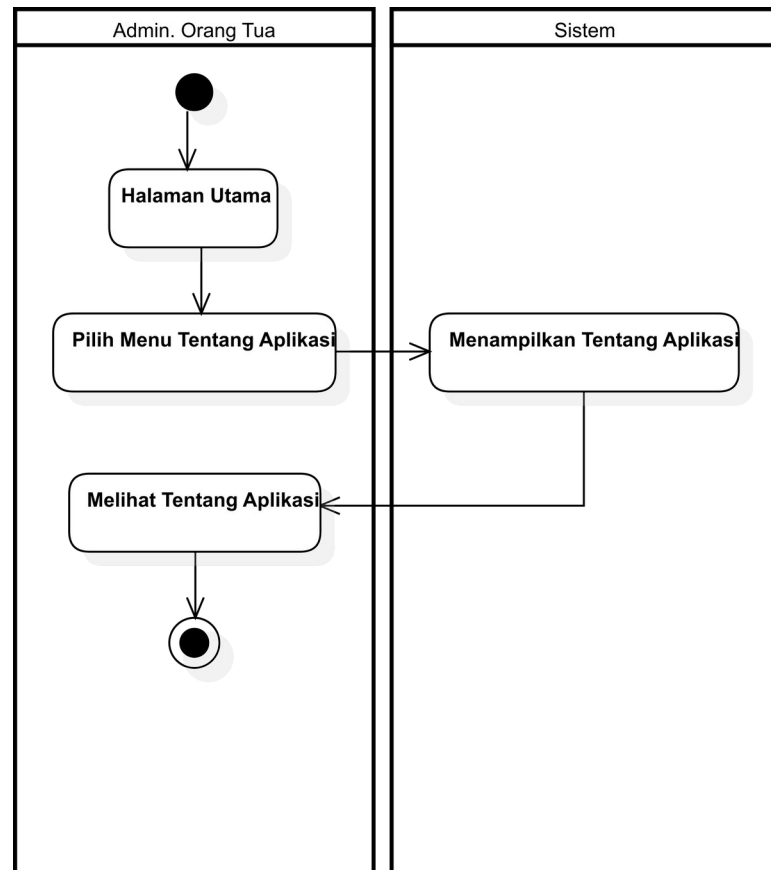 Admin. Orang Tua
Sistem
Halaman Utama
Pilih Menu Tentang Aplikasi
Menampilkan Tentang Aplikasi
Melihat Tentang Aplikasi